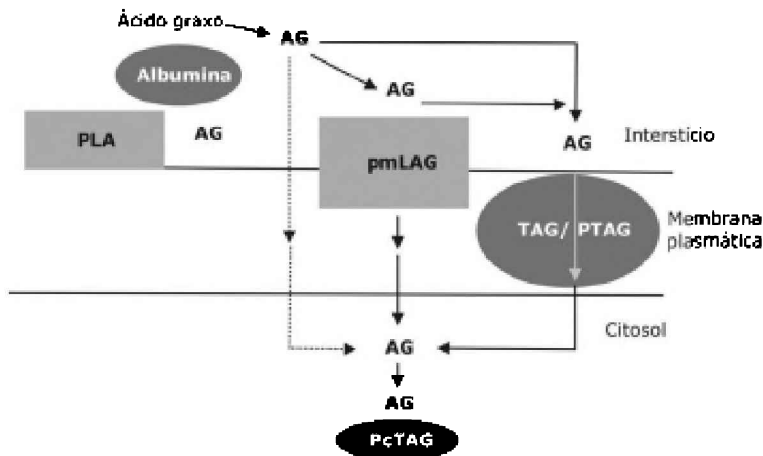 Ácido graxo
AG
Albumina
AG
PLA
AG
AG
Interstício
pmLAG
TAG/ PTAG
Membrana
plasmática
Citosol
AG
AG
PcTAG